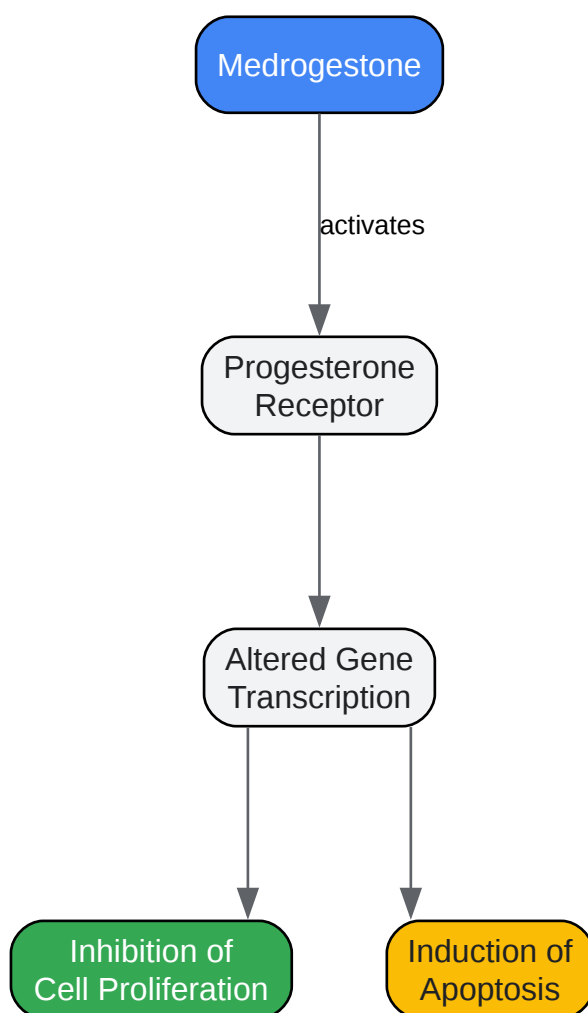 Medrogestone
activates
Progesterone
Receptor
Altered Gene
Transcription
Inhibition of
Cell Proliferation
Induction of
Apoptosis